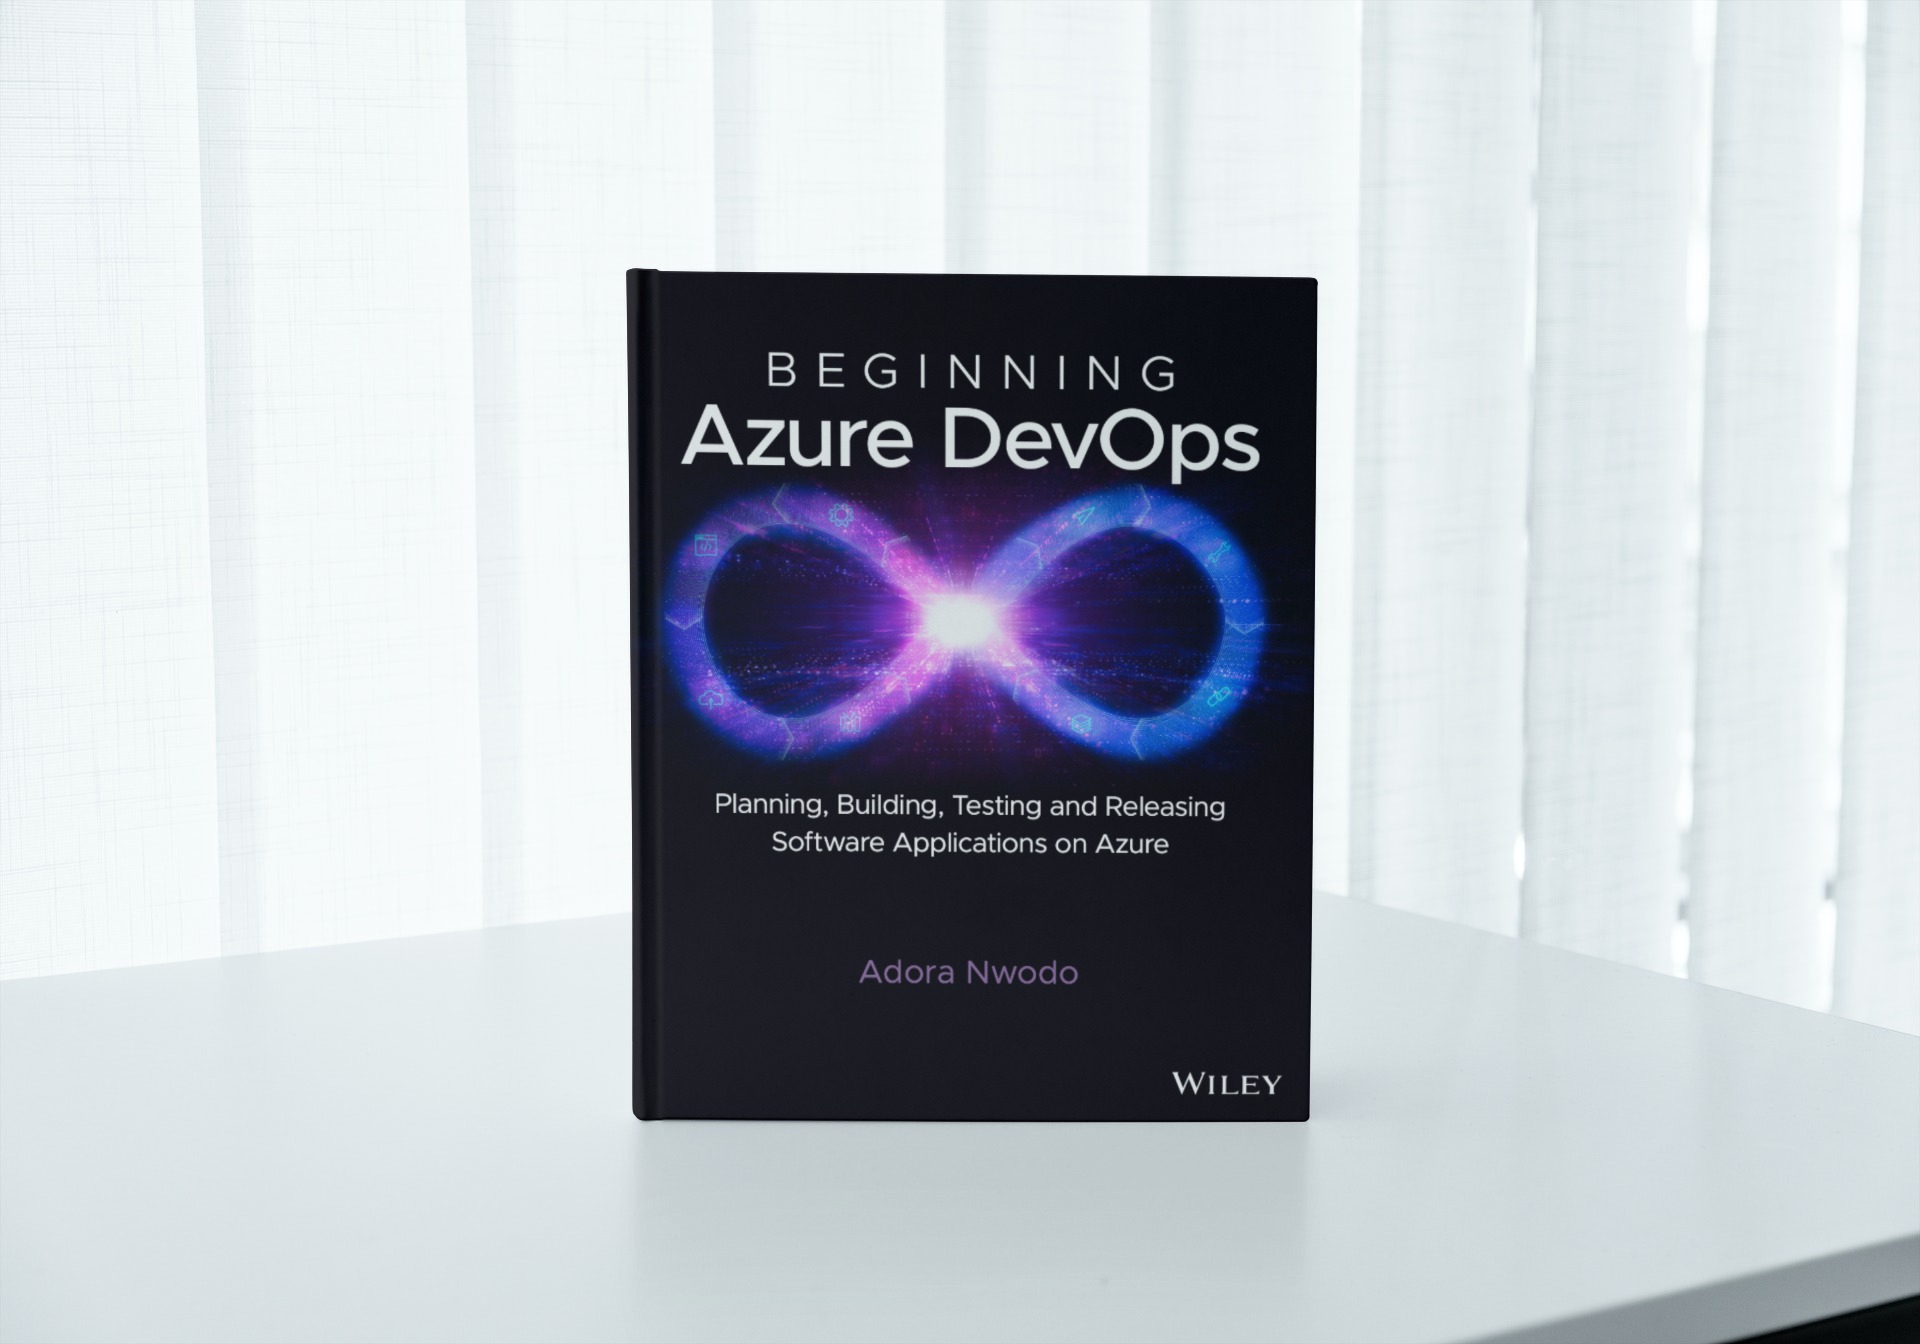 BEGINNING
Azure DevOps
Planning, Building, Testing and Releasing
Software Applications on Azure
Adora Nwodo
WILEY